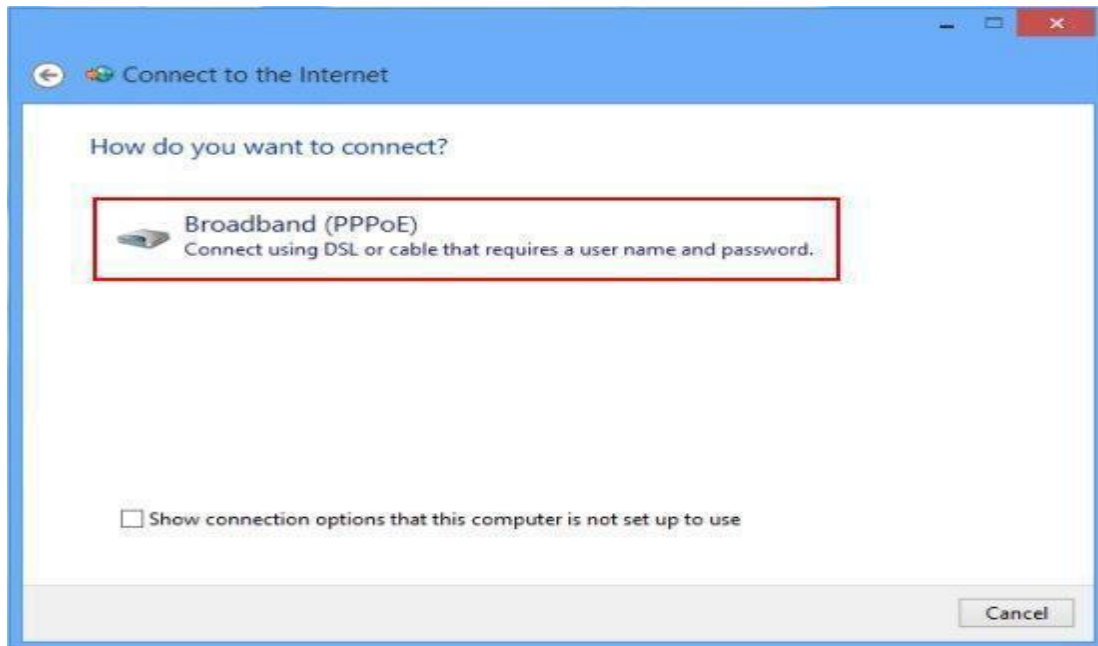 Connect to the Internet
How do you want to connect?
Broadband (PPPoE)
Connect using DSL or cable that requires a user name and password.
Show connection options that this computer is not set up to use
Cancel